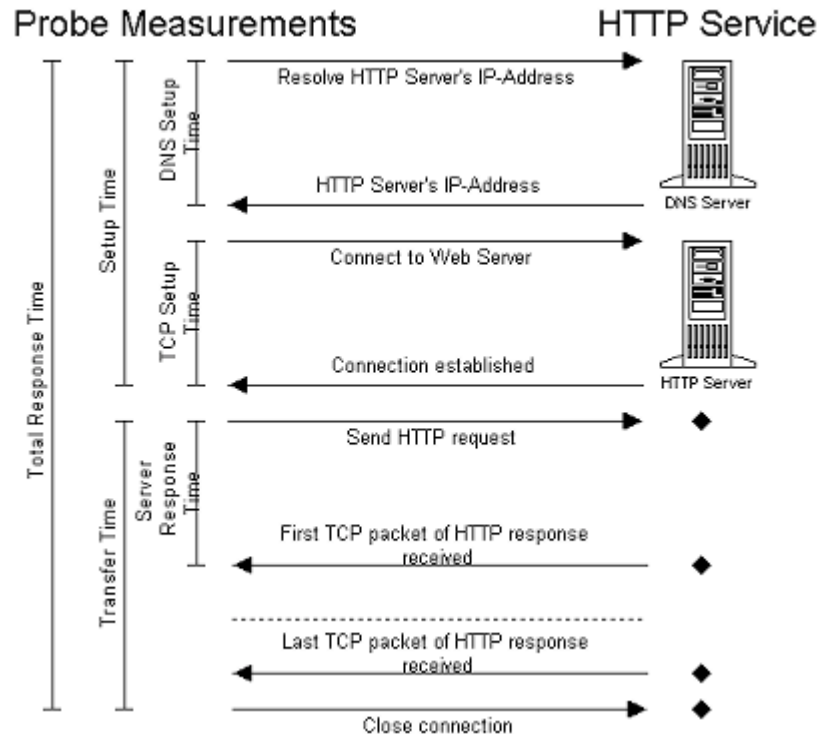 Probe Measurements
HTTP Service
Resolve HTTP Server's IP-Address
DNS Setup
Time
HTTP Server's IP-Address
DNS Server
Setup Time
Connect to Web Server
TCP Setup
Time
Connection established
HTTP Server
Total Response Time
Send HTTP request
Server
Response
Time
First TCP packet of HTTP response
received
Transfer Time
Last TCP packet of HTTP response
received
Close connection